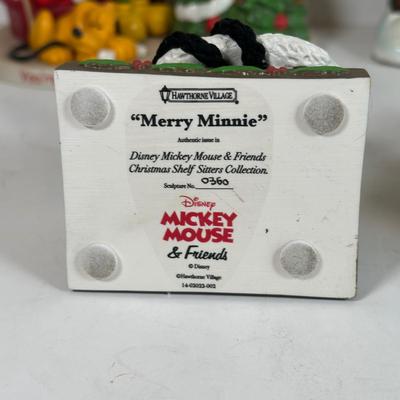 HAWTHORNE VILLAGE
"Merry Minnie"
Authentic issue in
Disney Mickey Mouse & Friends
Christmas Shelf Sitters Collection.
Sculpture No. 0360
Disney
MICKEY
MOUSE
& Friends
© Disney
©Hawthorne Village
14-02022-002